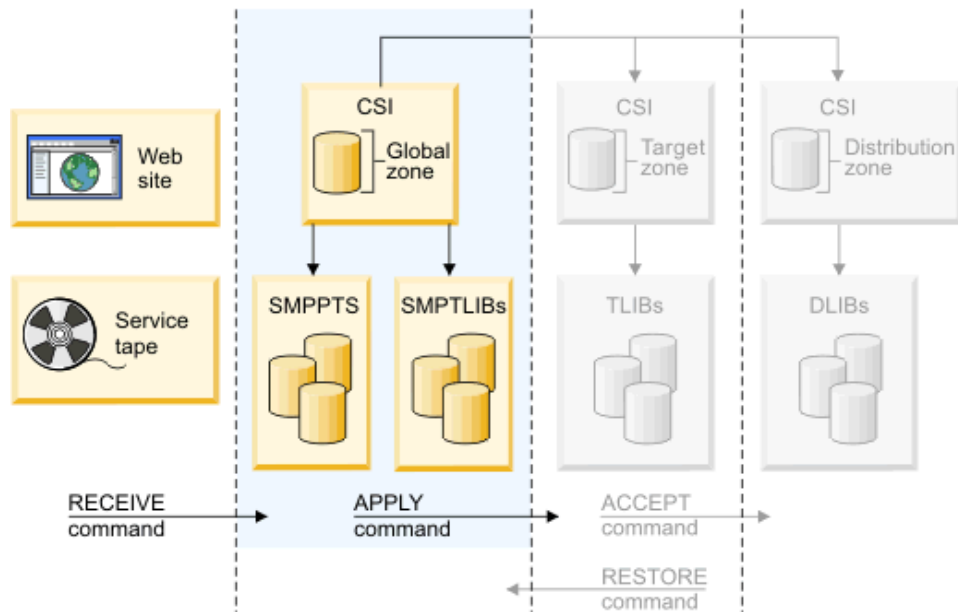 CSI
Global
zone
CSI
Target
zone
CSI
Distribution
zone
Web
site
Service
tape
SMPPTS
SMPTLIBs
TLIBs
DLIBs
RECEIVE
command
APPLY
command
ACCEPT
command
RESTORE
command